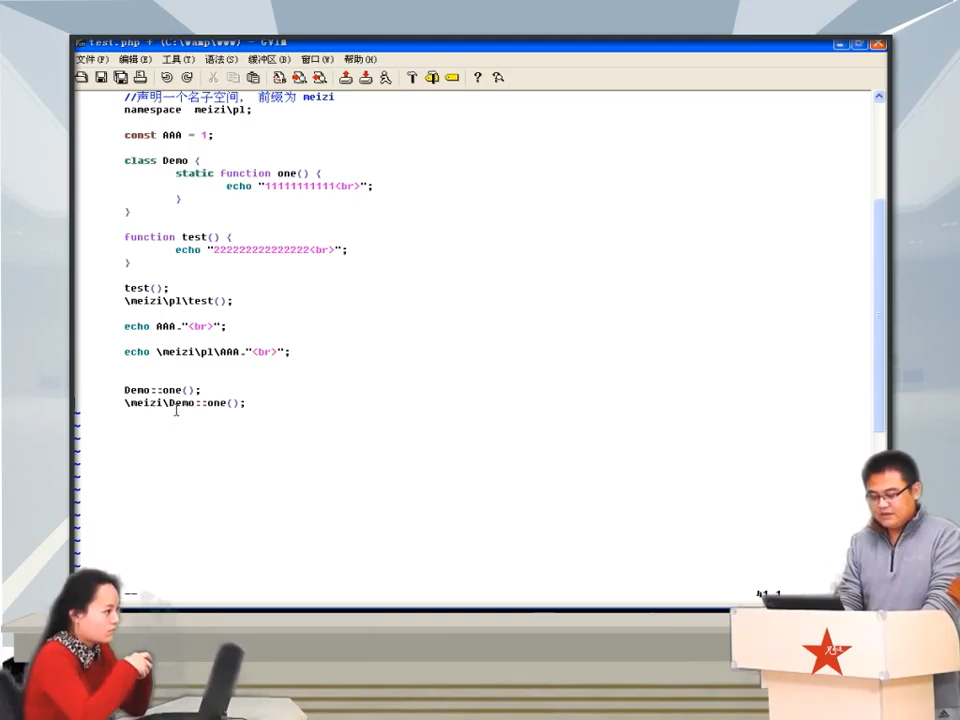 test.php + (C:\wamp\www) - GVIM
文件(F) 编辑(E) 工具(T) 语法(S) 缓冲区(B) 窗口(W) 帮助(H)
//声明一个名子空间， 前缀为 meizi
namespace  meizi\pl;
const AAA = 1;
class Demo {
static function one() {
echo "11111111111<br>";
}
}
function test() {
echo "222222222222222<br>";
}
test();
\meizi\pl\test();
echo AAA."<br>";
echo \meizi\pl\AAA."<br>";
Demo::one();
\meizi\Demo::one();
~
~
~
~
~
~
~
~
~
~
~
~
~
--
41,1